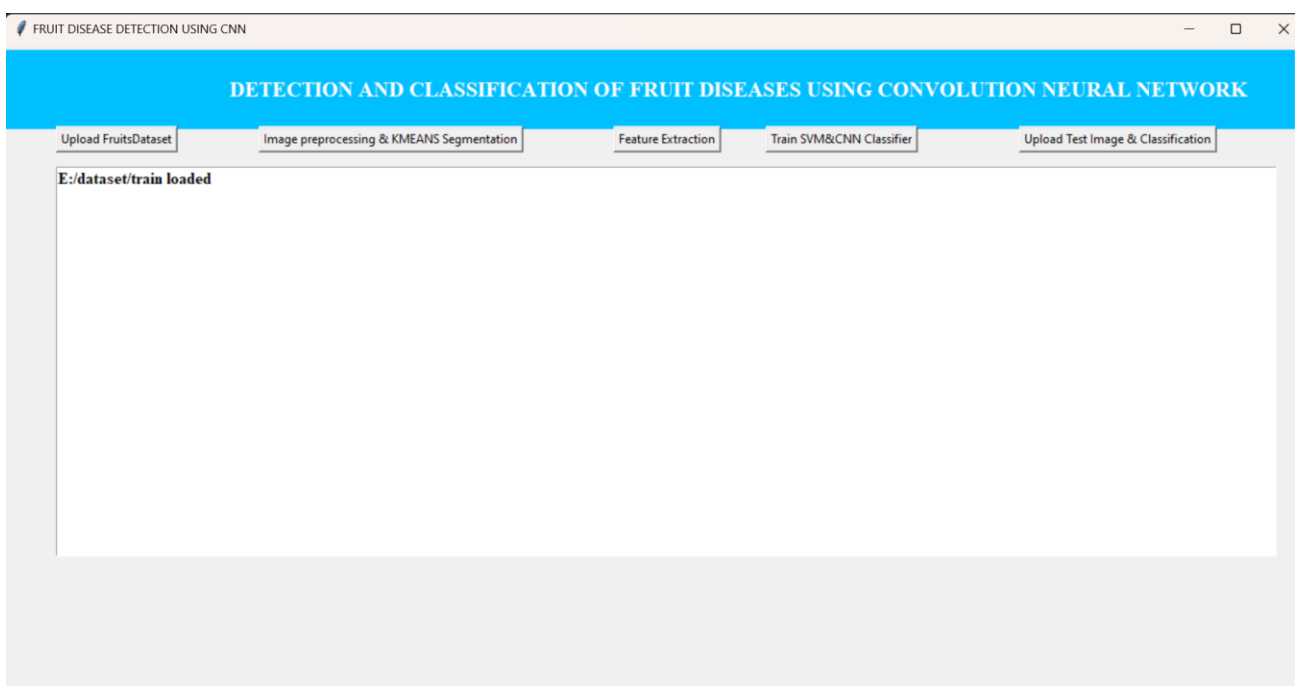 FRUIT DISEASE DETECTION USING CNN
DETECTION AND CLASSIFICATION OF FRUIT DISEASES USING CONVOLUTION NEURAL NETWORK
Upload FruitsDataset
Image preprocessing & KMEANS Segmentation
Feature Extraction
Train SVM&CNN Classifier
Upload Test Image & Classification
E:/dataset/train loaded